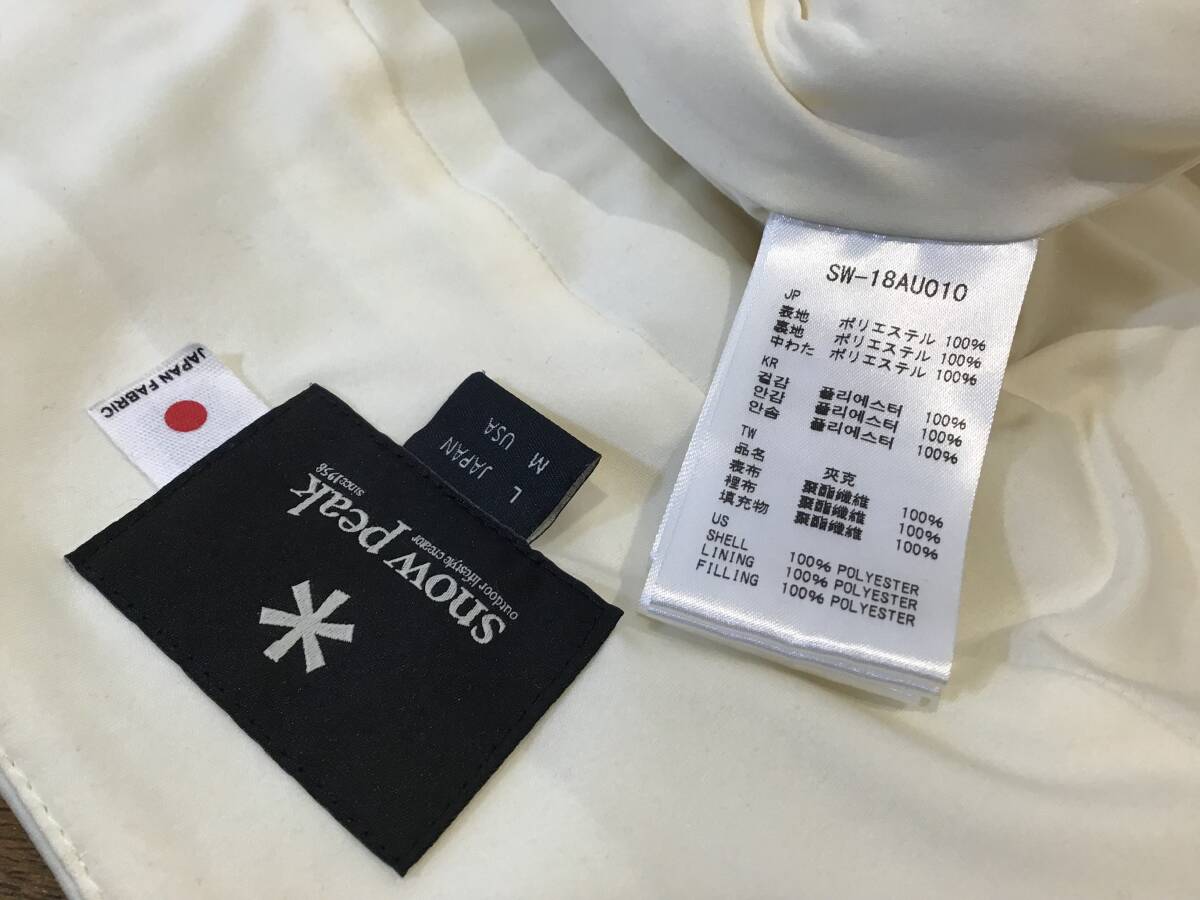 JAPAN FABRIC
L JAPAN
M USA
snow peak
since1958
outdoor lifestyle creator
SW-18AU010
JP
表地 ポリエステル 100%
裏地 ポリエステル 100%
中わた ポリエステル 100%
KR
겉감 폴리에스터 100%
안감 폴리에스터 100%
안솜 폴리에스터 100%
TW
品名 夾克
表布 聚酯纖維 100%
裡布 聚酯纖維 100%
填充物 聚酯纖維 100%
US
SHELL 100% POLYESTER
LINING 100% POLYESTER
FILLING 100% POLYESTER